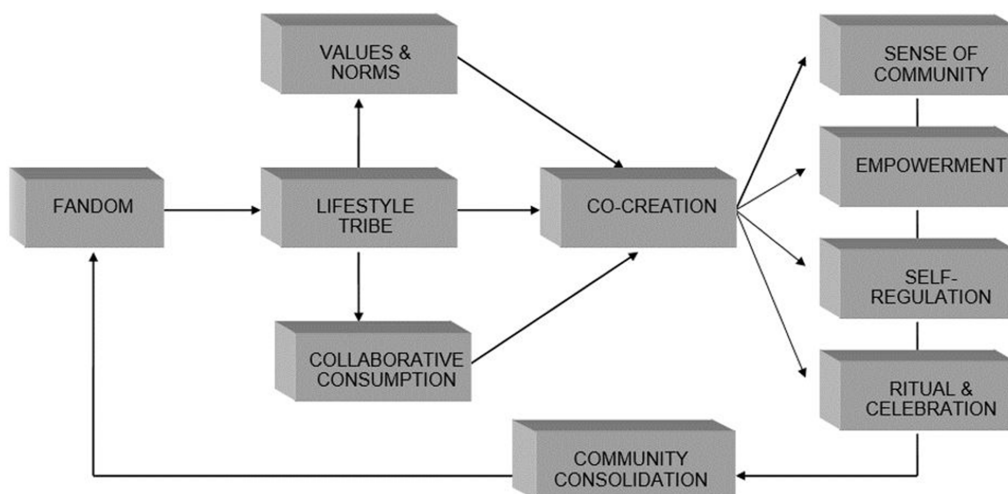 VALUES &
NORMS
SENSE OF
COMMUNITY
EMPOWERMENT
FANDOM
LIFESTYLE
TRIBE
CO-CREATION
SELF-
REGULATION
COLLABORATIVE
CONSUMPTION
RITUAL &
CELEBRATION
COMMUNITY
CONSOLIDATION